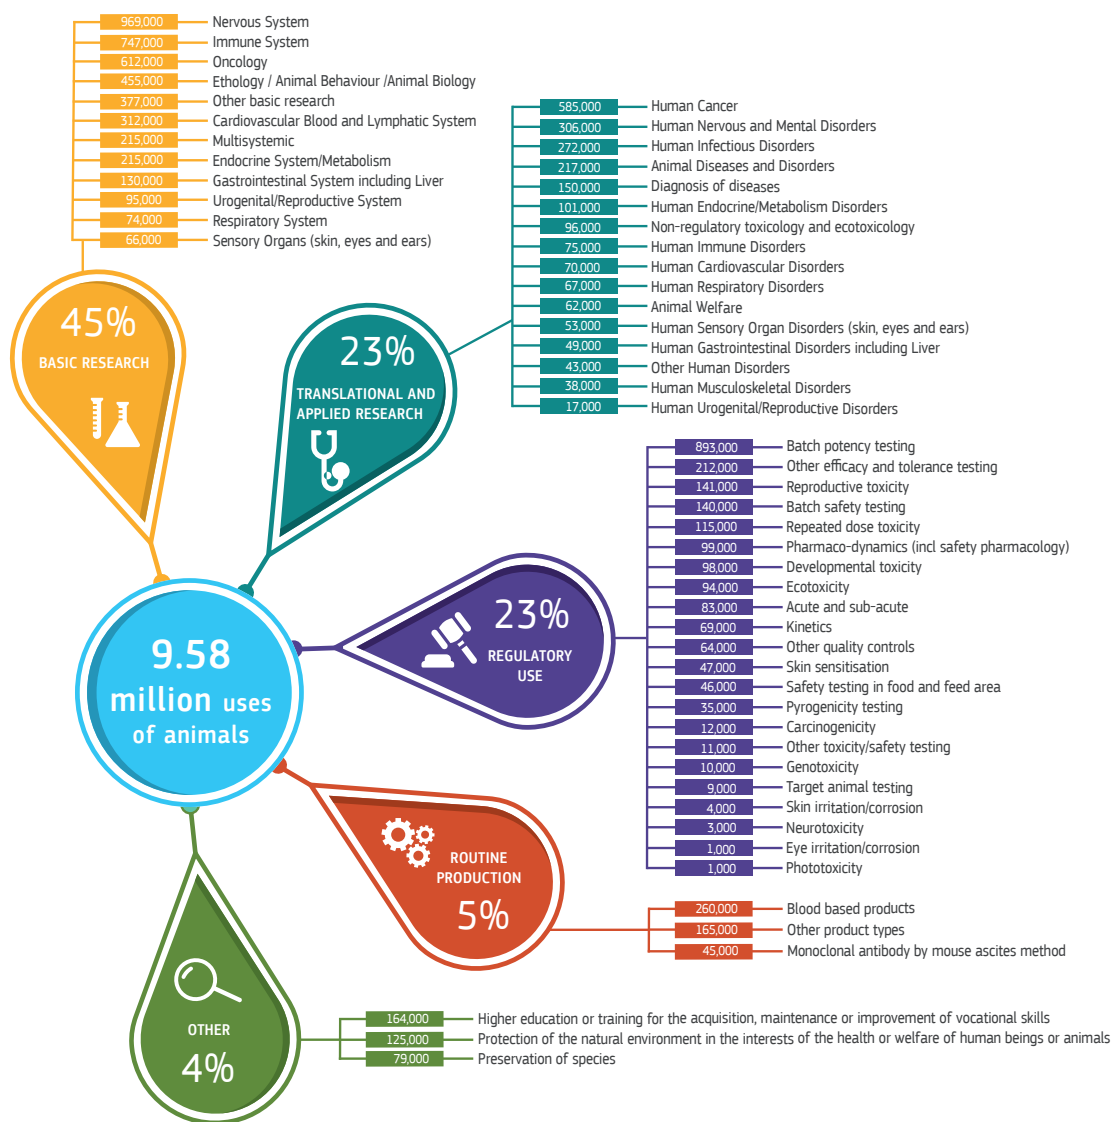 969,000 Nervous System
747,000 Immune System
612,000 Oncology
455,000 Ethology / Animal Behaviour /Animal Biology
377,000 Other basic research
312,000 Cardiovascular Blood and Lymphatic System
215,000 Multisystemic
215,000 Endocrine System/Metabolism
130,000 Gastrointestinal System including Liver
95,000 Urogenital/Reproductive System
74,000 Respiratory System
66,000 Sensory Organs (skin, eyes and ears)
45%
BASIC RESEARCH
585,000 Human Cancer
306,000 Human Nervous and Mental Disorders
272,000 Human Infectious Disorders
217,000 Animal Diseases and Disorders
150,000 Diagnosis of diseases
101,000 Human Endocrine/Metabolism Disorders
96,000 Non-regulatory toxicology and ecotoxicology
75,000 Human Immune Disorders
70,000 Human Cardiovascular Disorders
67,000 Human Respiratory Disorders
62,000 Animal Welfare
53,000 Human Sensory Organ Disorders (skin, eyes and ears)
49,000 Human Gastrointestinal Disorders including Liver
43,000 Other Human Disorders
38,000 Human Musculoskeletal Disorders
17,000 Human Urogenital/Reproductive Disorders
23%
TRANSLATIONAL AND
APPLIED RESEARCH
893,000 Batch potency testing
212,000 Other efficacy and tolerance testing
141,000 Reproductive toxicity
140,000 Batch safety testing
115,000 Repeated dose toxicity
99,000 Pharmaco-dynamics (incl safety pharmacology)
98,000 Developmental toxicity
94,000 Ecotoxicity
83,000 Acute and sub-acute
69,000 Kinetics
64,000 Other quality controls
47,000 Skin sensitisation
46,000 Safety testing in food and feed area
35,000 Pyrogenicity testing
12,000 Carcinogenicity
11,000 Other toxicity/safety testing
10,000 Genotoxicity
9,000 Target animal testing
4,000 Skin irritation/corrosion
3,000 Neurotoxicity
1,000 Eye irritation/corrosion
1,000 Phototoxicity
23%
REGULATORY
USE
9.58
million uses
of animals
ROUTINE
PRODUCTION
5%
260,000 Blood based products
165,000 Other product types
45,000 Monoclonal antibody by mouse ascites method
OTHER
4%
164,000 Higher education or training for the acquisition, maintenance or improvement of vocational skills
125,000 Protection of the natural environment in the interests of the health or welfare of human beings or animals
79,000 Preservation of species